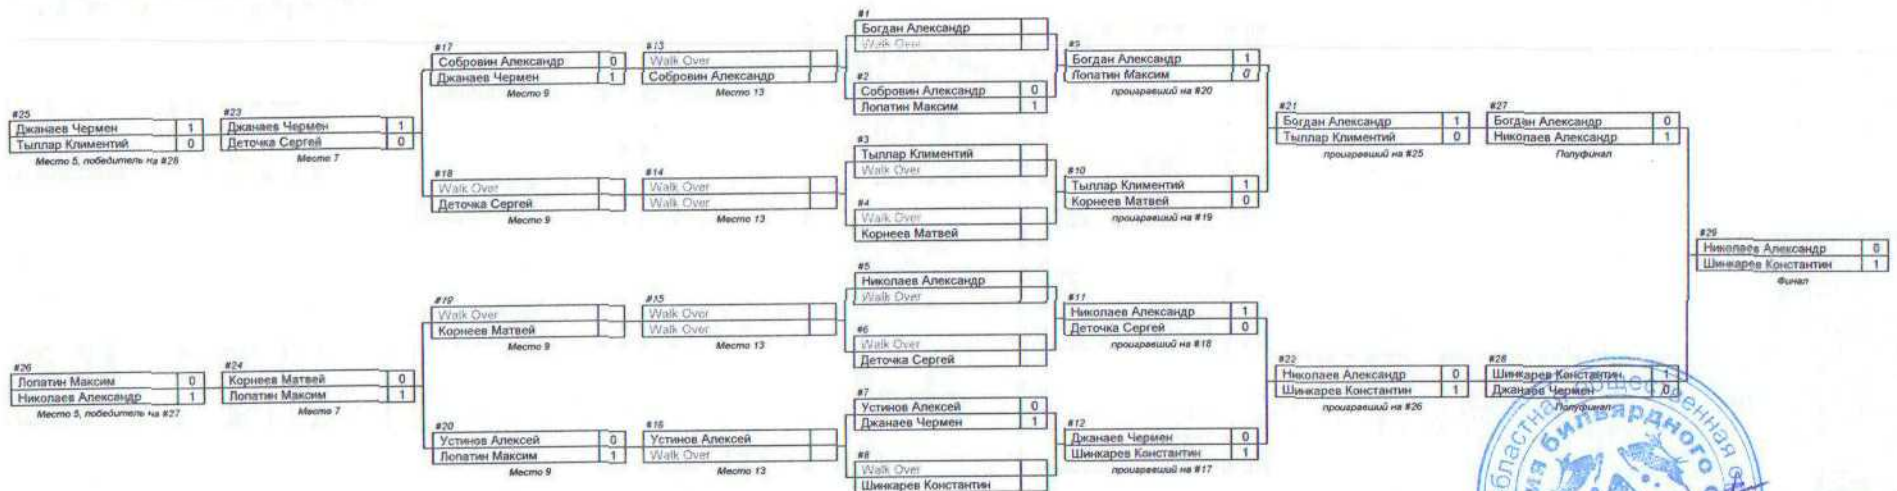 #25
Джанаев Чермен 1
Тыллар Климентий 0
Место 5, победитель на #28
#26
Лопатин Максим 0
Николаев Александр 1
Место 5, победитель на #27
#23
Джанаев Чермен 1
Деточка Сергей 0
Место 7
#24
Корнеев Матвей 0
Лопатин Максим 1
Место 7
#17
Собровин Александр 0
Джанаев Чермен 1
Место 9
#18
Walk Over
Деточка Сергей
Место 9
#19
Walk Over
Корнеев Матвей
Место 9
#20
Устинов Алексей 0
Лопатин Максим 1
Место 9
#13
Walk Over
Собровин Александр
Место 13
#14
Walk Over
Walk Over
Место 13
#15
Walk Over
Walk Over
Место 13
#16
Устинов Алексей
Walk Over
Место 13
#1
Богдан Александр
Walk Over
#2
Собровин Александр 0
Лопатин Максим 1
#3
Тыллар Климентий
Walk Over
#4
Walk Over
Корнеев Матвей
#5
Николаев Александр
Walk Over
#6
Walk Over
Деточка Сергей
#7
Устинов Алексей 0
Джанаев Чермен 1
#8
Walk Over
Шинкарев Константин
#9
Богдан Александр 1
Лопатин Максим 0
проигравший на #20
#10
Тыллар Климентий 1
Корнеев Матвей 0
проигравший на #19
#11
Николаев Александр 1
Деточка Сергей 0
проигравший на #18
#12
Джанаев Чермен 0
Шинкарев Константин 1
проигравший на #17
#21
Богдан Александр 1
Тыллар Климентий 0
проигравший на #25
#22
Николаев Александр 0
Шинкарев Константин 1
проигравший на #26
#27
Богдан Александр 0
Николаев Александр 1
Полуфинал
#28
Шинкарев Константин 1
Джанаев Чермен 0
Полуфинал
#29
Николаев Александр 0
Шинкарев Константин 1
Финал
общественная
бильярдного